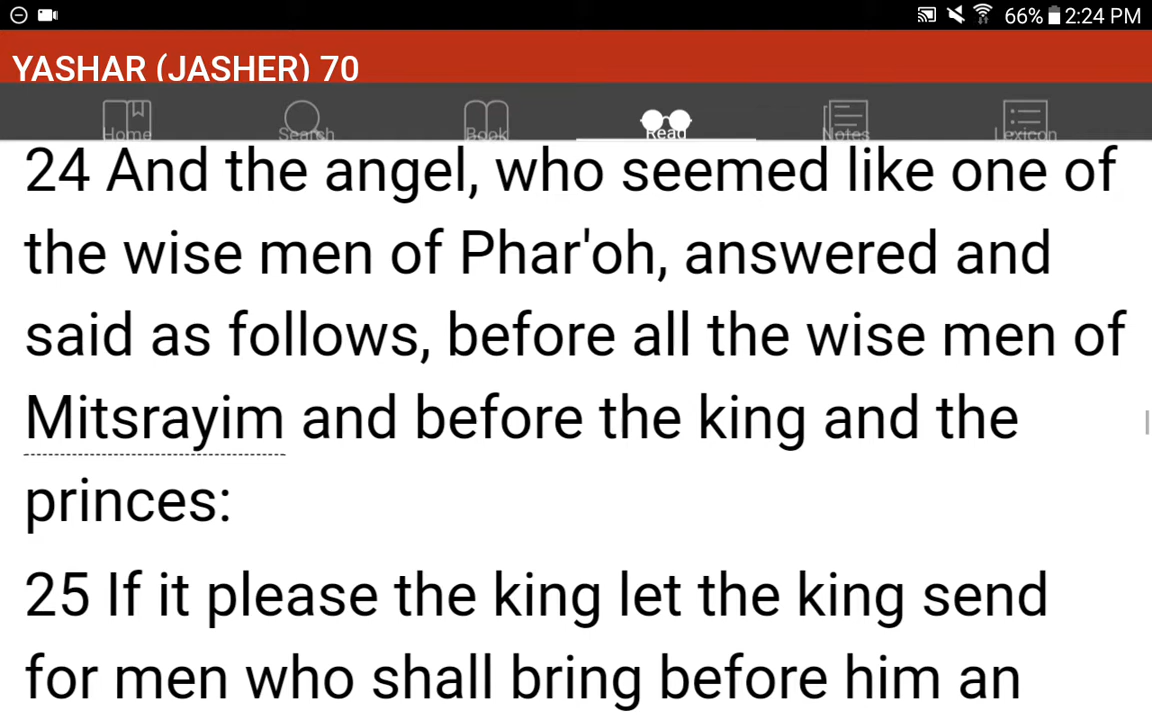 66% 2:24 PM
YASHAR (JASHER) 70
Home Search Book Read Notes Lexicon
24 And the angel, who seemed like one of
the wise men of Phar'oh, answered and
said as follows, before all the wise men of
Mitsrayim and before the king and the
princes:
25 If it please the king let the king send
for men who shall bring before him an